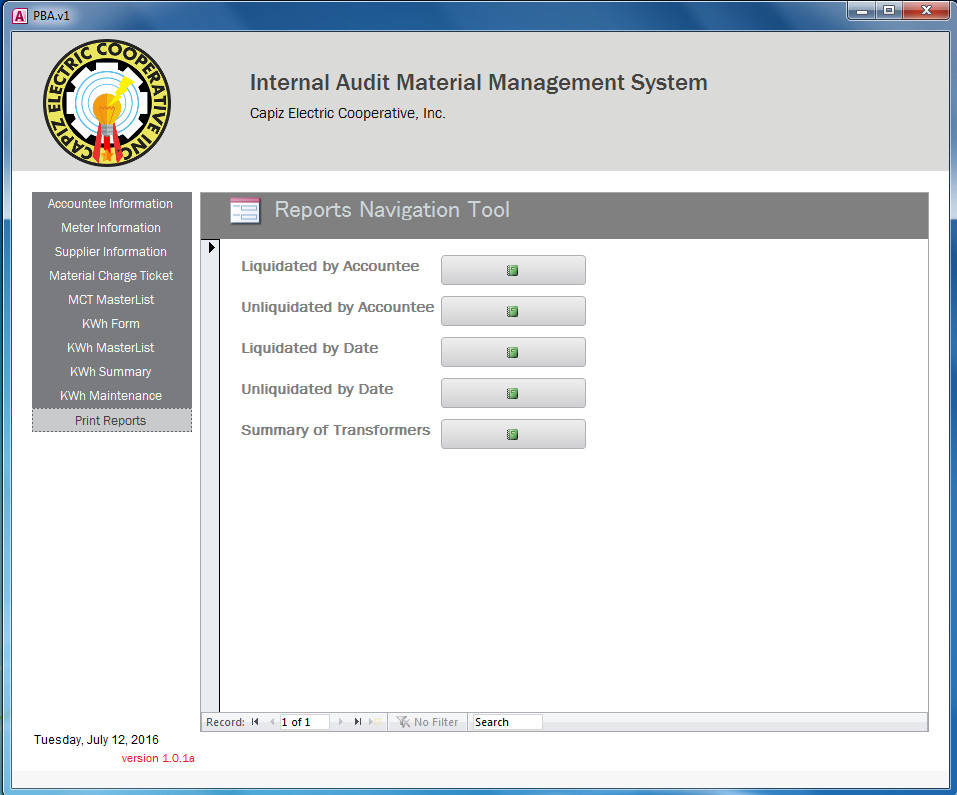 PBA.v1
CAPIZ ELECTRIC COOPERATIVE INC.
Internal Audit Material Management System
Capiz Electric Cooperative, Inc.
Accountee Information
Meter Information
Supplier Information
Material Charge Ticket
MCT MasterList
KWh Form
KWh MasterList
KWh Summary
KWh Maintenance
Print Reports
Reports Navigation Tool
Liquidated by Accountee
Unliquidated by Accountee
Liquidated by Date
Unliquidated by Date
Summary of Transformers
Record: 1 of 1 No Filter Search
Tuesday, July 12, 2016
version 1.0.1a